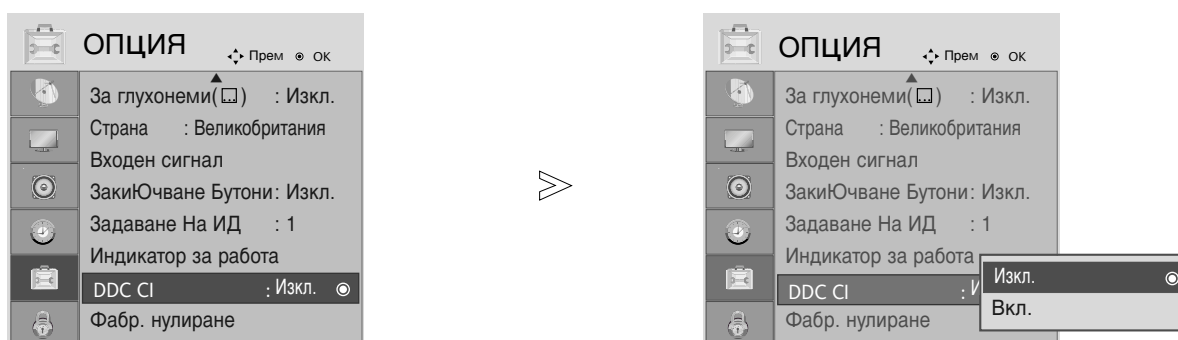 ОПЦИЯ Прем ОК
За глухонеми( ) : Изкл.
Страна : Великобритания
Входен сигнал
ЗакиЮчване Бутони: Изкл.
Задаване На ИД : 1
Индикатор за работа
DDC CI : Изкл.
Фабр. нулиране
ОПЦИЯ Прем ОК
За глухонеми( ) : Изкл.
Страна : Великобритания
Входен сигнал
ЗакиЮчване Бутони: Изкл.
Задаване На ИД : 1
Индикатор за работа
DDC CI :
Фабр. нулиране
Изкл.
Вкл.